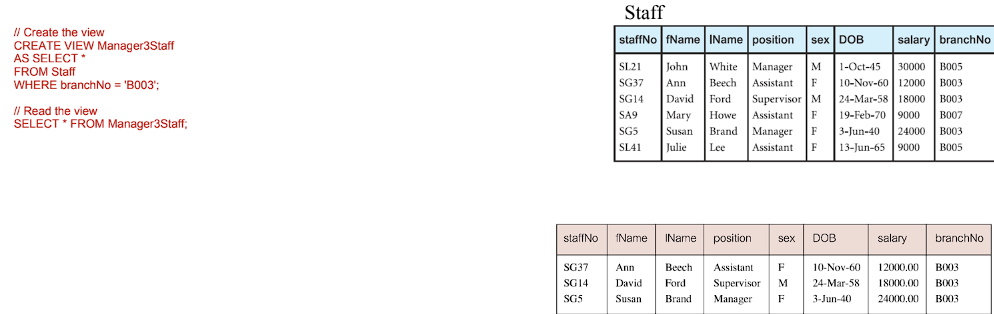 // Create the view
CREATE VIEW Manager3Staff
AS SELECT *
FROM Staff
WHERE branchNo = 'B003';
// Read the view
SELECT * FROM Manager3Staff;
Staff
staffNo fName lName position sex DOB salary branchNo
SL21 John White Manager M 1-Oct-45 30000 B005
SG37 Ann Beech Assistant F 10-Nov-60 12000 B003
SG14 David Ford Supervisor M 24-Mar-58 18000 B003
SA9 Mary Howe Assistant F 19-Feb-70 9000 B007
SG5 Susan Brand Manager F 3-Jun-40 24000 B003
SL41 Julie Lee Assistant F 13-Jun-65 9000 B005
staffNo fName lName position sex DOB salary branchNo
SG37 Ann Beech Assistant F 10-Nov-60 12000.00 B003
SG14 David Ford Supervisor M 24-Mar-58 18000.00 B003
SG5 Susan Brand Manager F 3-Jun-40 24000.00 B003